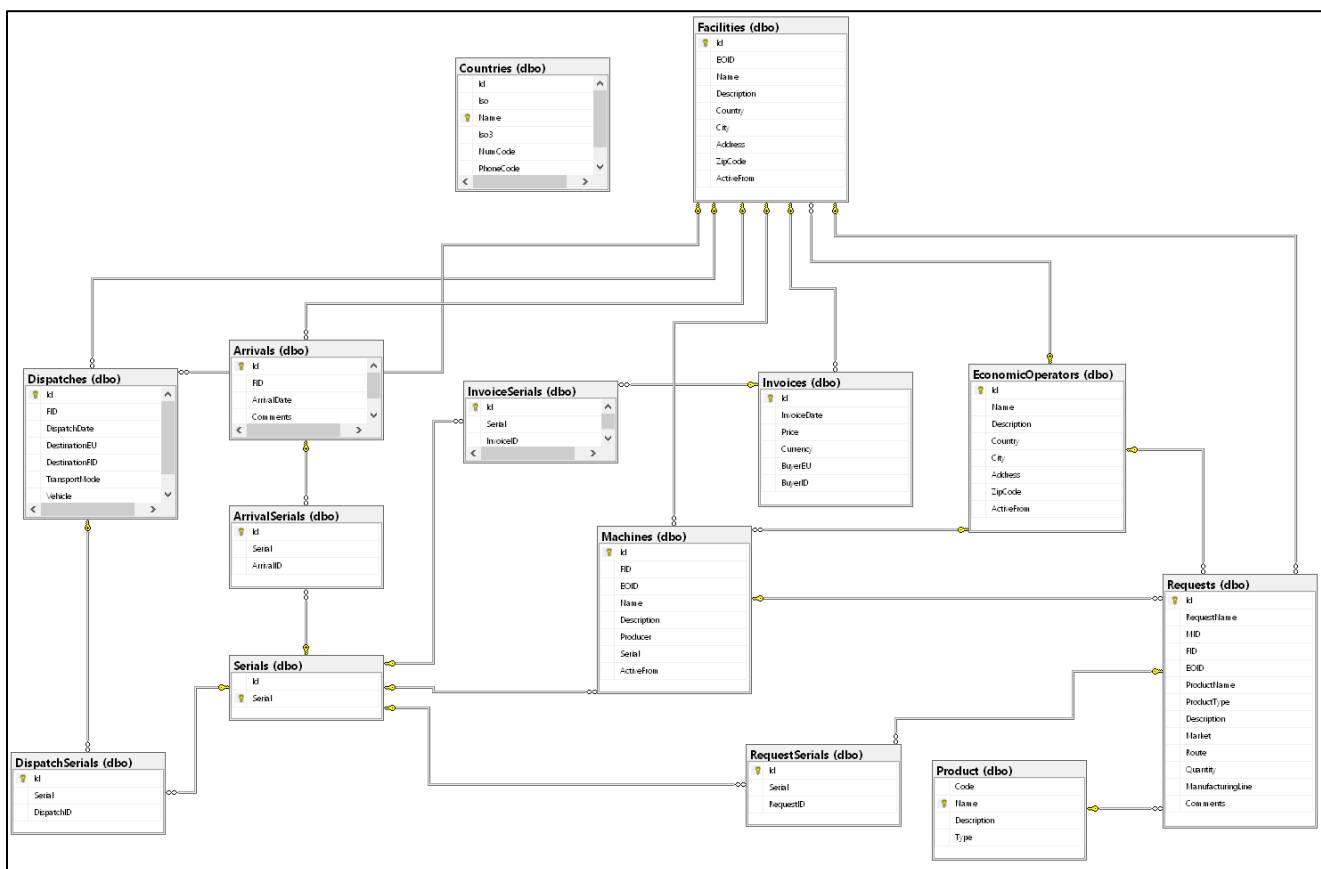 Facilities (dbo)
Id
EOID
Name
Description
Country
City
Address
ZipCode
ActiveFrom
Countries (dbo)
Id
Iso
Name
Iso3
NumCode
PhoneCode
Arrivals (dbo)
Id
FID
ArrivalDate
Comments
Dispatches (dbo)
Id
FID
DispatchDate
DestinationEU
DestinationFID
TransportMode
Vehicle
InvoiceSerials (dbo)
Id
Serial
InvoiceID
Invoices (dbo)
Id
InvoiceDate
Price
Currency
BuyerEU
BuyerID
EconomicOperators (dbo)
Id
Name
Description
Country
City
Address
ZipCode
ActiveFrom
ArrivalSerials (dbo)
Id
Serial
ArrivalID
Machines (dbo)
Id
FID
EOID
Name
Description
Producer
Serial
ActiveFrom
Requests (dbo)
Id
RequestName
MID
FID
EOID
ProductName
ProductType
Description
Market
Route
Quantity
ManufacturingLine
Comments
Serials (dbo)
Id
Serial
DispatchSerials (dbo)
Id
Serial
DispatchID
RequestSerials (dbo)
Id
Serial
RequestID
Product (dbo)
Code
Name
Description
Type